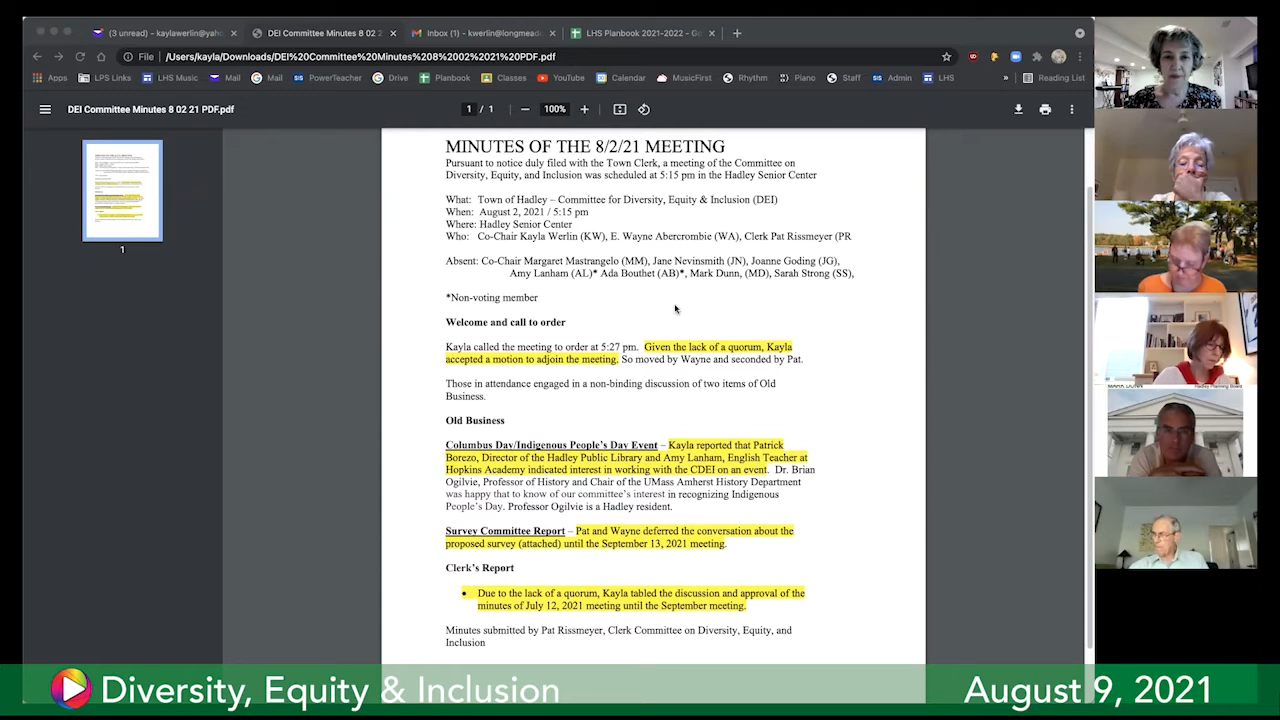 (3 unread) - kaylawerlin@yaho
DEI Committee Minutes 8 02 2
Inbox (1) - kwerlin@longmead
LHS Planbook 2021-2022 - Go
File
/Users/kayla/Downloads/DEI%20Committee%20Minutes%208%2002%2021%20PDF.pdf
Apps
LPS Links
LHS Music
Mail
Mail
PowerTeacher
Drive
Planbook
Classes
YouTube
Calendar
MusicFirst
Rhythm
Piano
Staff
Admin
LHS
»
Reading List
DEI Committee Minutes 8 02 21 PDF.pdf
1 / 1
100%
1
MINUTES OF THE 8/2/21 MEETING
Pursuant to notice duly filed with the Town Clerk, a meeting of the Committee on
Diversity, Equity, and Inclusion was scheduled at 5:15 pm in the Hadley Senior Center
What: Town of Hadley – Committee for Diversity, Equity & Inclusion (DEI)
When: August 2, 2021 / 5:15 pm
Where: Hadley Senior Center
Who: Co-Chair Kayla Werlin (KW), E. Wayne Abercrombie (WA), Clerk Pat Rissmeyer (PR
Absent: Co-Chair Margaret Mastrangelo (MM), Jane Nevinsmith (JN), Joanne Goding (JG),
Amy Lanham (AL)* Ada Bouthet (AB)*, Mark Dunn, (MD), Sarah Strong (SS),
*Non-voting member
Welcome and call to order
Kayla called the meeting to order at 5:27 pm. Given the lack of a quorum, Kayla
accepted a motion to adjoin the meeting. So moved by Wayne and seconded by Pat.
Those in attendance engaged in a non-binding discussion of two items of Old
Business.
Old Business
Columbus Day/Indigenous People's Day Event – Kayla reported that Patrick
Borezo, Director of the Hadley Public Library and Amy Lanham, English Teacher at
Hopkins Academy indicated interest in working with the CDEI on an event. Dr. Brian
Ogilvie, Professor of History and Chair of the UMass Amherst History Department
was happy that to know of our committee's interest in recognizing Indigenous
People's Day. Professor Ogilvie is a Hadley resident.
Survey Committee Report – Pat and Wayne deferred the conversation about the
proposed survey (attached) until the September 13, 2021 meeting.
Clerk's Report
• Due to the lack of a quorum, Kayla tabled the discussion and approval of the
minutes of July 12, 2021 meeting until the September meeting.
Minutes submitted by Pat Rissmeyer, Clerk Committee on Diversity, Equity, and
Inclusion
MARK DUNN
Hadley Planning Board
Diversity, Equity & Inclusion
August 9, 2021